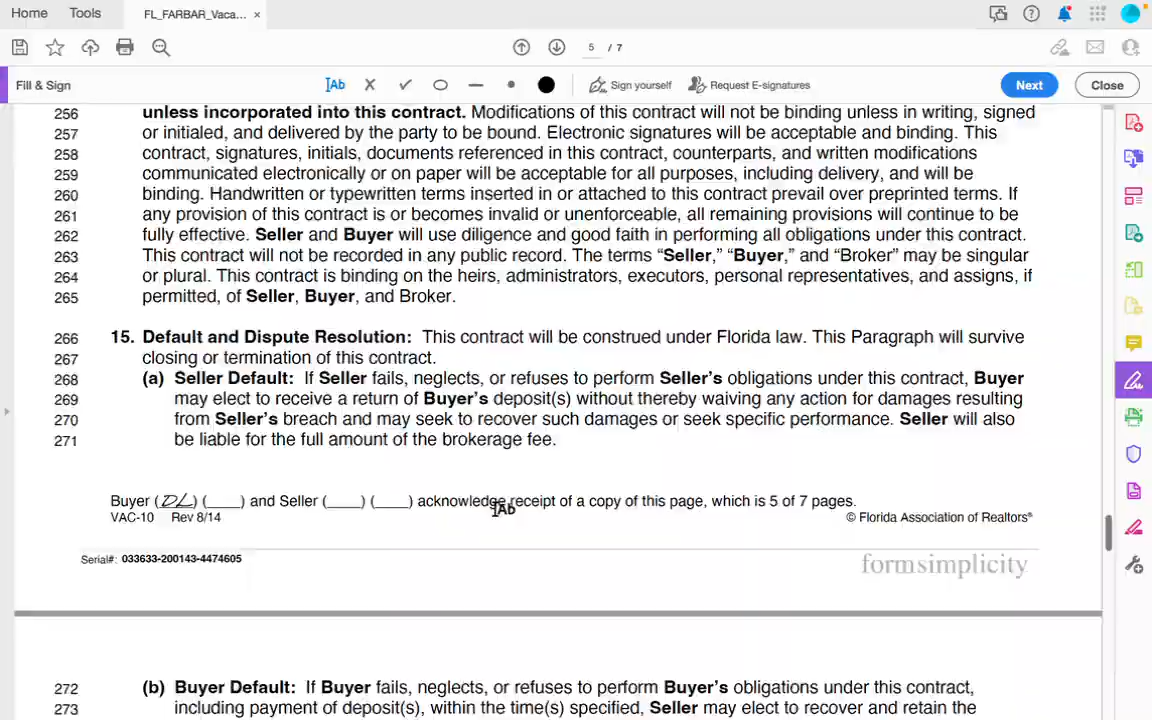 Home Tools FL_FARBAR_Vaca... ×
5 / 7
Fill & Sign Ab Sign yourself Request E-signatures Next Close
256 unless incorporated into this contract. Modifications of this contract will not be binding unless in writing, signed
257 or initialed, and delivered by the party to be bound. Electronic signatures will be acceptable and binding. This
258 contract, signatures, initials, documents referenced in this contract, counterparts, and written modifications
259 communicated electronically or on paper will be acceptable for all purposes, including delivery, and will be
260 binding. Handwritten or typewritten terms inserted in or attached to this contract prevail over preprinted terms. If
261 any provision of this contract is or becomes invalid or unenforceable, all remaining provisions will continue to be
262 fully effective. Seller and Buyer will use diligence and good faith in performing all obligations under this contract.
263 This contract will not be recorded in any public record. The terms “Seller,” “Buyer,” and “Broker” may be singular
264 or plural. This contract is binding on the heirs, administrators, executors, personal representatives, and assigns, if
265 permitted, of Seller, Buyer, and Broker.
266 15. Default and Dispute Resolution: This contract will be construed under Florida law. This Paragraph will survive
267 closing or termination of this contract.
268 (a) Seller Default: If Seller fails, neglects, or refuses to perform Seller’s obligations under this contract, Buyer
269 may elect to receive a return of Buyer’s deposit(s) without thereby waiving any action for damages resulting
270 from Seller’s breach and may seek to recover such damages or seek specific performance. Seller will also
271 be liable for the full amount of the brokerage fee.
Buyer (DL) (____) and Seller (____) (____) acknowledge receipt of a copy of this page, which is 5 of 7 pages.
Ab
VAC-10 Rev 8/14 © Florida Association of Realtors®
Serial#: 033633-200143-4474605 formsimplicity
272 (b) Buyer Default: If Buyer fails, neglects, or refuses to perform Buyer’s obligations under this contract,
273 including payment of deposit(s), within the time(s) specified, Seller may elect to recover and retain the